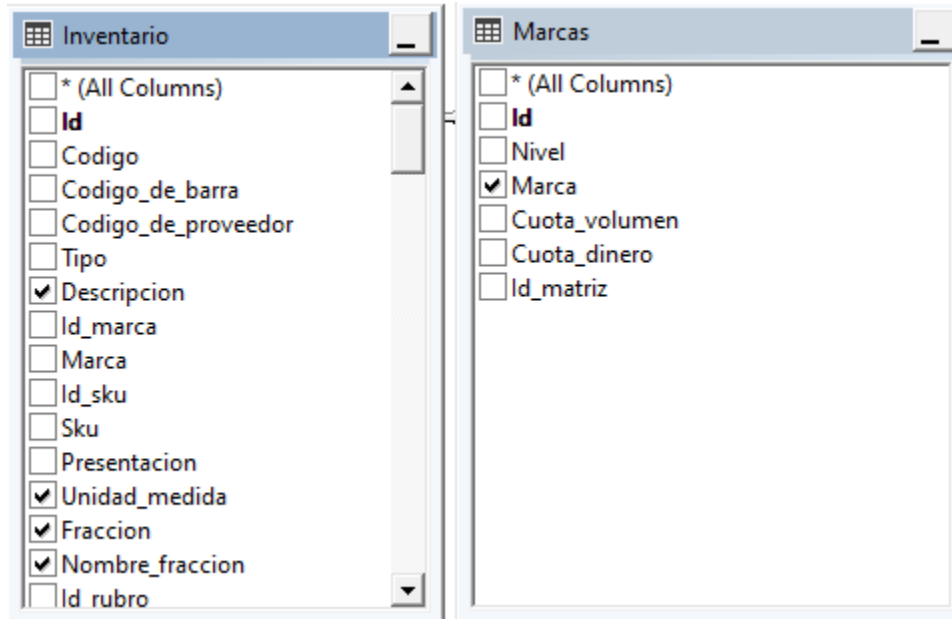 Inventario
* (All Columns)
Id
Codigo
Codigo_de_barra
Codigo_de_proveedor
Tipo
Descripcion
Id_marca
Marca
Id_sku
Sku
Presentacion
Unidad_medida
Fraccion
Nombre_fraccion
Id_rubro
Marcas
* (All Columns)
Id
Nivel
Marca
Cuota_volumen
Cuota_dinero
Id_matriz